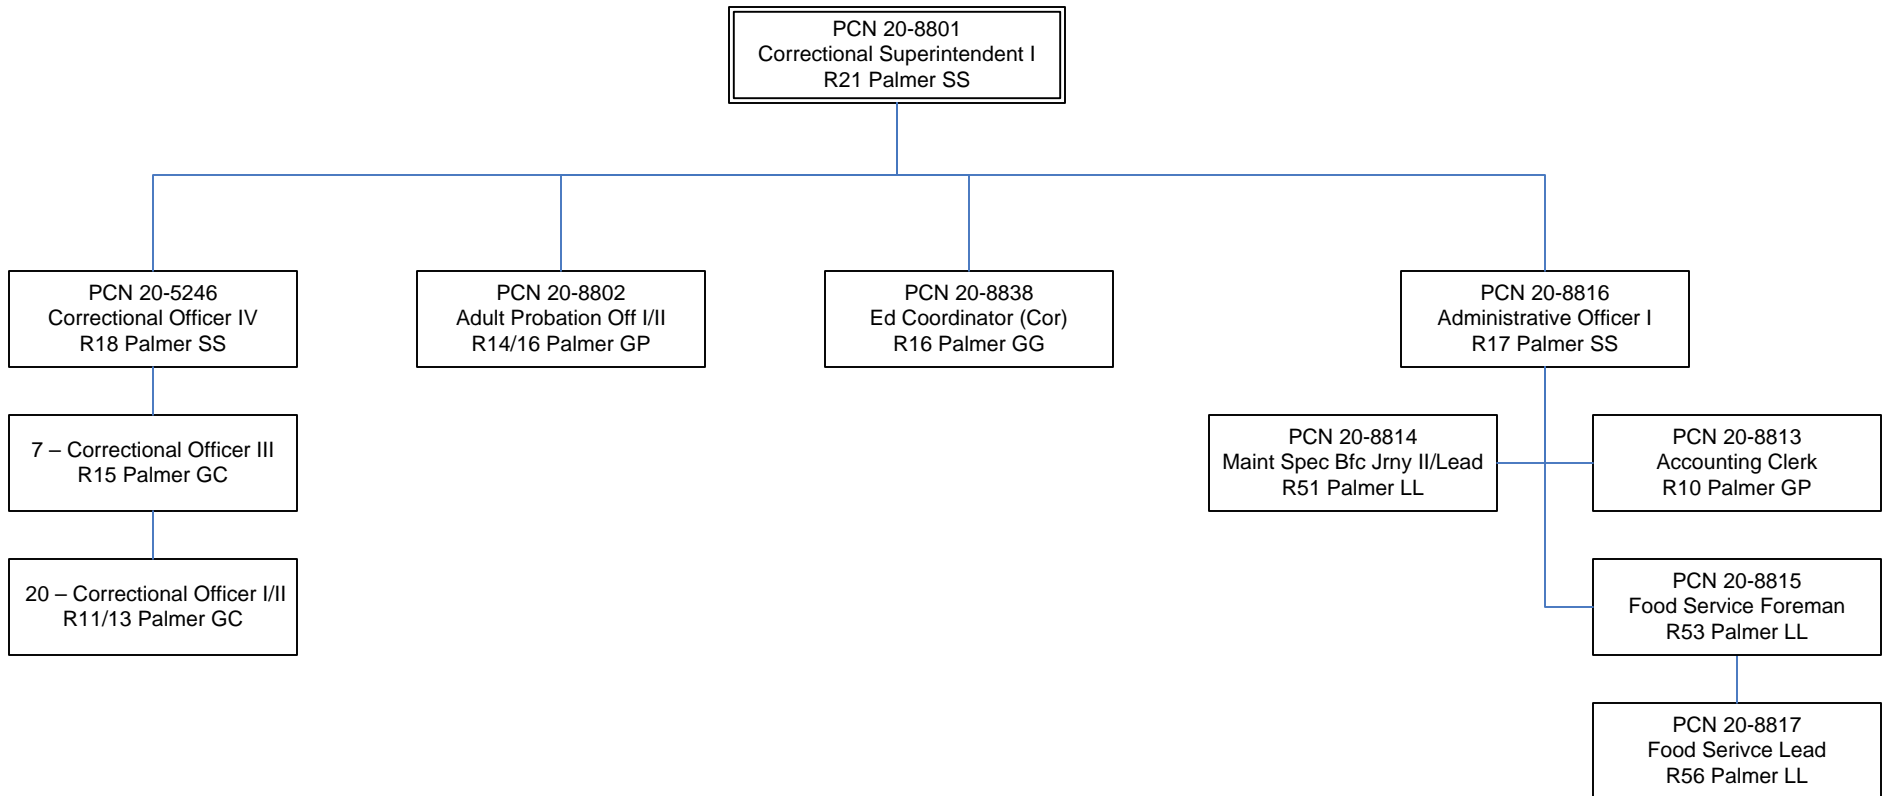 PCN 20-8801
Correctional Superintendent I
R21 Palmer SS
PCN 20-5246
Correctional Officer IV
R18 Palmer SS
PCN 20-8802
Adult Probation Off I/II
R14/16 Palmer GP
PCN 20-8838
Ed Coordinator (Cor)
R16 Palmer GG
PCN 20-8816
Administrative Officer I
R17 Palmer SS
7 – Correctional Officer III
R15 Palmer GC
PCN 20-8814
Maint Spec Bfc Jrny II/Lead
R51 Palmer LL
PCN 20-8813
Accounting Clerk
R10 Palmer GP
20 – Correctional Officer I/II
R11/13 Palmer GC
PCN 20-8815
Food Service Foreman
R53 Palmer LL
PCN 20-8817
Food Serivce Lead
R56 Palmer LL